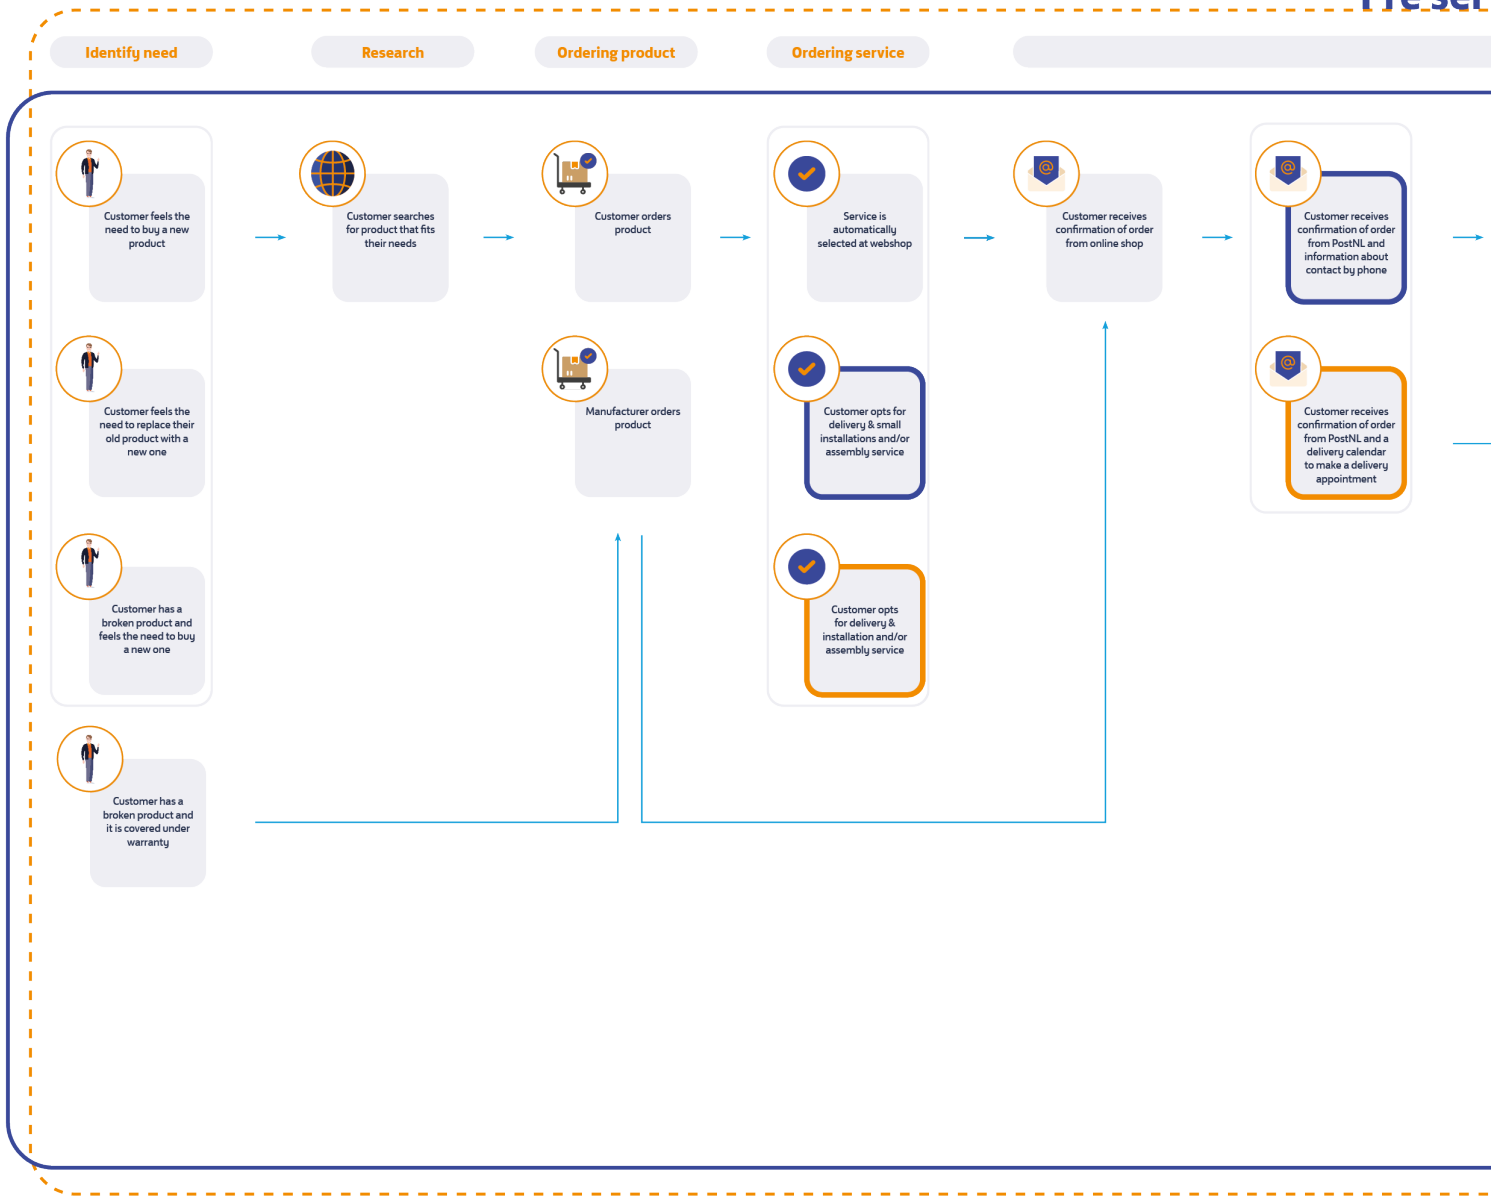 Pre ser
Identify need
Research
Ordering product
Ordering service
Customer feels the
need to buy a new
product
Customer searches
for product that fits
their needs
Customer orders
product
Service is
automatically
selected at webshop
Customer receives
confirmation of order
from online shop
Customer receives
confirmation of order
from PostNL and
information about
contact by phone
Customer feels the
need to replace their
old product with a
new one
Manufacturer orders
product
Customer opts for
delivery & small
installations and/or
assembly service
Customer receives
confirmation of order
from PostNL and a
delivery calendar
to make a delivery
appointment
Customer has a
broken product and
feels the need to buy
a new one
Customer opts
for delivery &
installation and/or
assembly service
Customer has a
broken product and
it is covered under
warranty